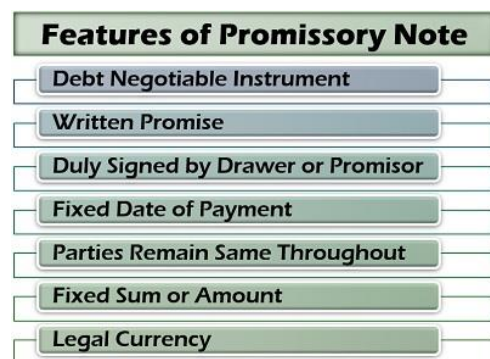 Features of Promissory Note
Debt Negotiable Instrument
Written Promise
Duly Signed by Drawer or Promisor
Fixed Date of Payment
Parties Remain Same Throughout
Fixed Sum or Amount
Legal Currency